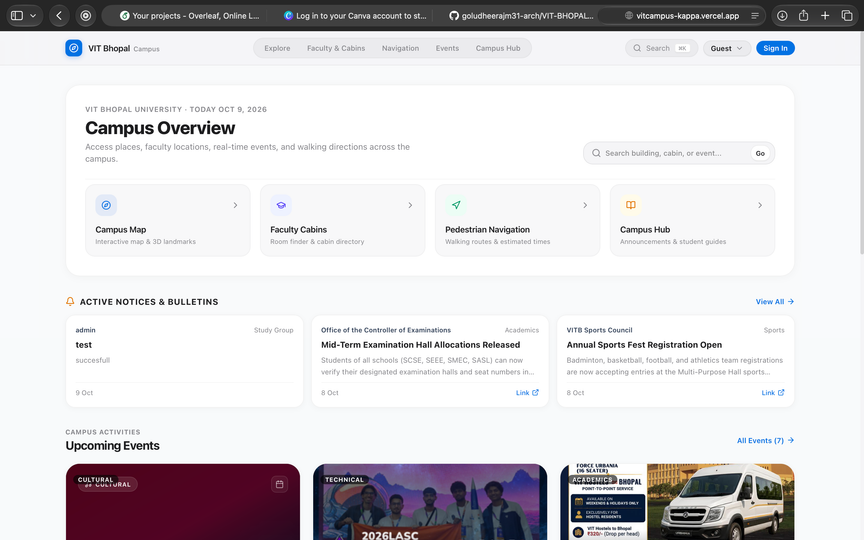 Your projects - Overleaf, Online L...
Log in to your Canva account to st...
goludheerajm31-arch/VIT-BHOPAL...
vitcampus-kappa.vercel.app
VIT Bhopal Campus
Explore
Faculty & Cabins
Navigation
Events
Campus Hub
Search
⌘K
Guest
Sign In
VIT BHOPAL UNIVERSITY · TODAY OCT 9, 2026
Campus Overview
Access places, faculty locations, real-time events, and walking directions across the
campus.
Search building, cabin, or event...
Go
Campus Map
Interactive map & 3D landmarks
Faculty Cabins
Room finder & cabin directory
Pedestrian Navigation
Walking routes & estimated times
Campus Hub
Announcements & student guides
ACTIVE NOTICES & BULLETINS
View All
admin
Study Group
test
succesfull
9 Oct
Office of the Controller of Examinations
Academics
Mid-Term Examination Hall Allocations Released
Students of all schools (SCSE, SEEE, SMEC, SASL) can now
verify their designated examination halls and seat numbers in...
8 Oct
Link
VITB Sports Council
Sports
Annual Sports Fest Registration Open
Badminton, basketball, football, and athletics team registrations
are now accepting entries at the Multi-Purpose Hall sports...
8 Oct
Link
CAMPUS ACTIVITIES
Upcoming Events
All Events (7)
CULTURAL
CULTURAL
TECHNICAL
2026LASC
FORCE URBANIA
(16 SEATER)
ACADEMICS
BHOPAL
POINT-TO-POINT SERVICE
AVAILABLE ON
WEEKENDS & HOLIDAYS ONLY
EXCLUSIVELY FOR
HOSTEL RESIDENTS
VIT Hostels to Bhopal
₹320/- (Drop per head)